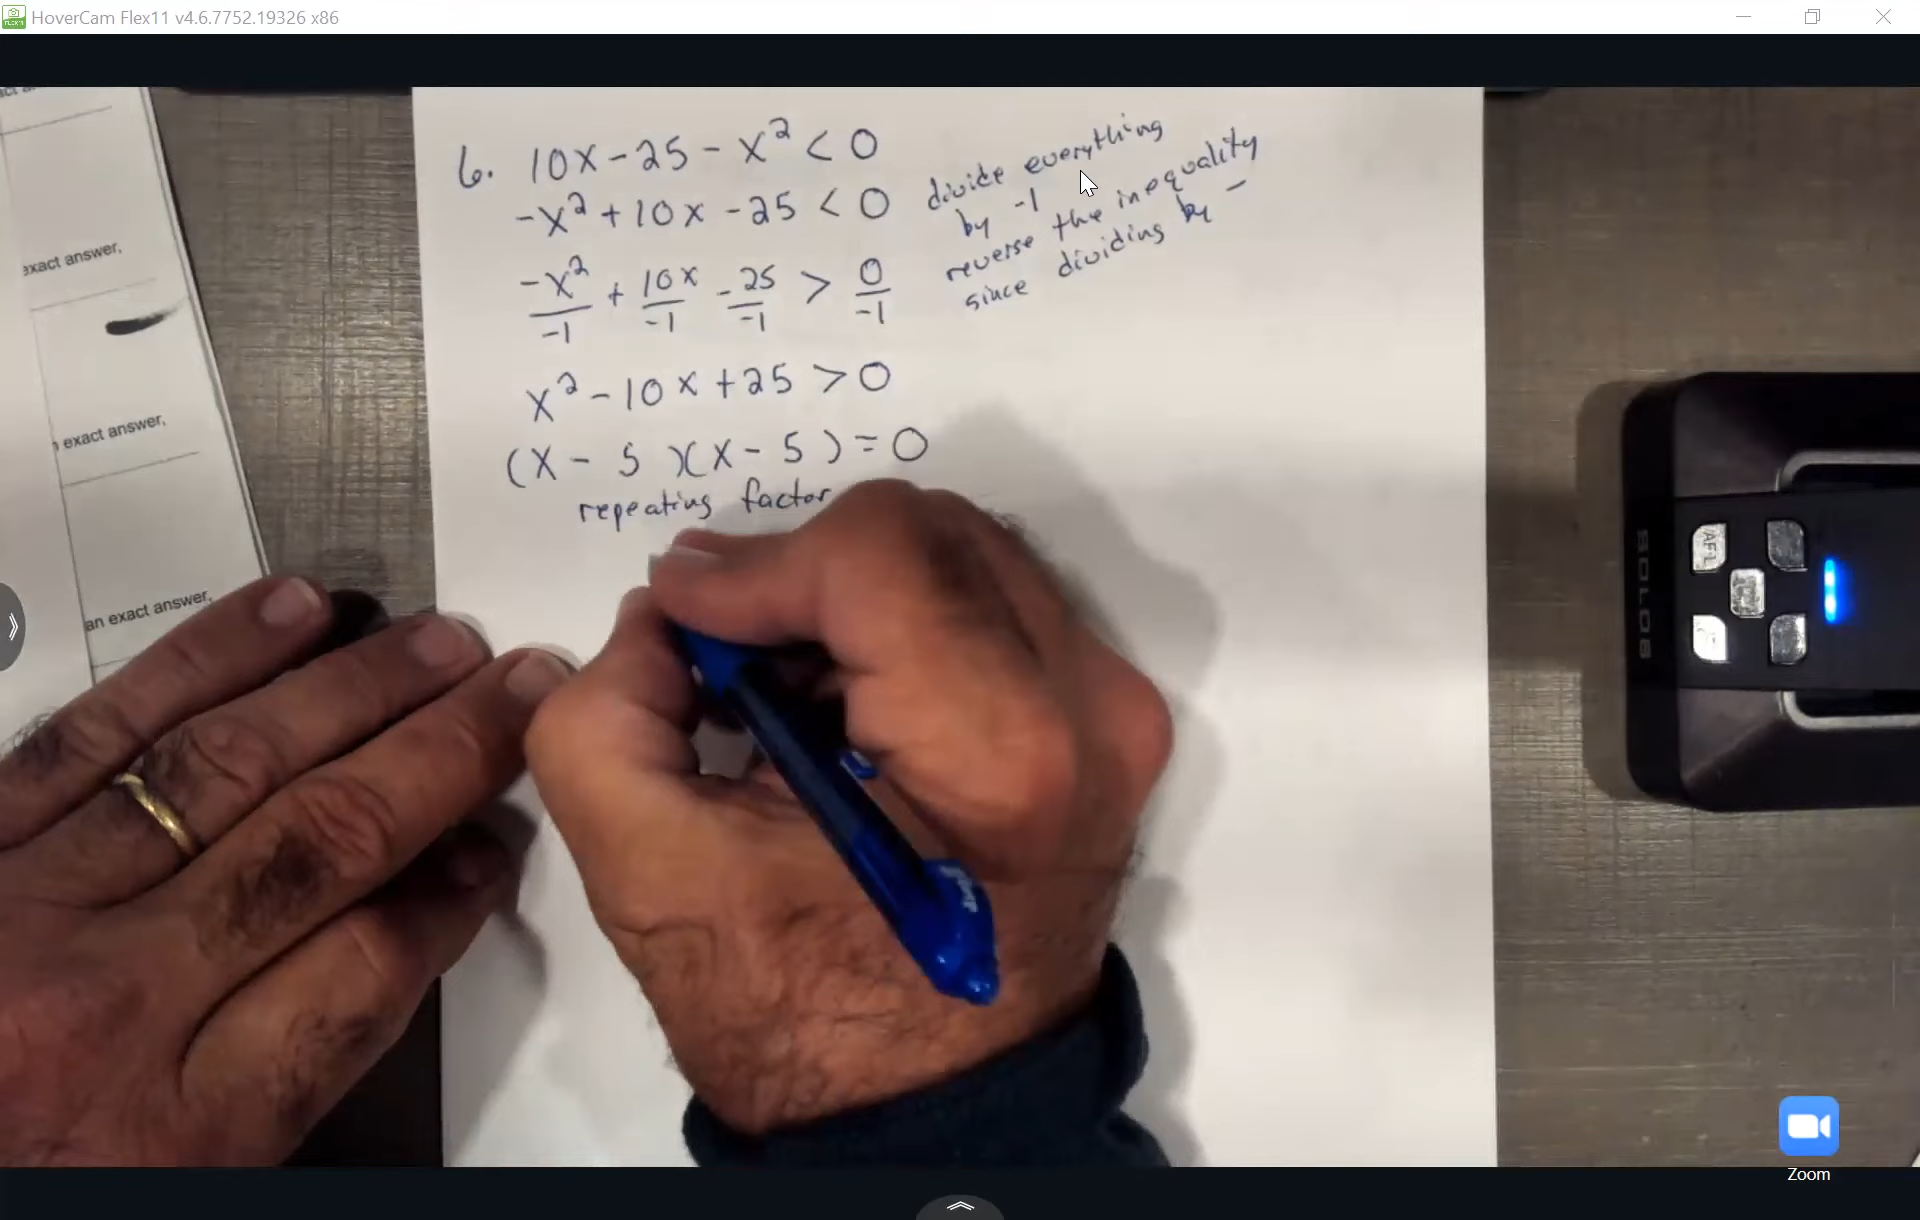 HoverCam Flex11 v4.6.7752.19326 x86
6. 10x - 25 - x² < 0
-x² + 10x - 25 < 0
-x²/-1 + 10x/-1 - 25/-1 > 0/-1
x² - 10x + 25 > 0
(x - 5)(x - 5) = 0
repeating factor
divide everything
by -1
reverse the inequality
since dividing by -
exact answer,
exact answer,
an exact answer,
SOLO8
AF-L
Zoom